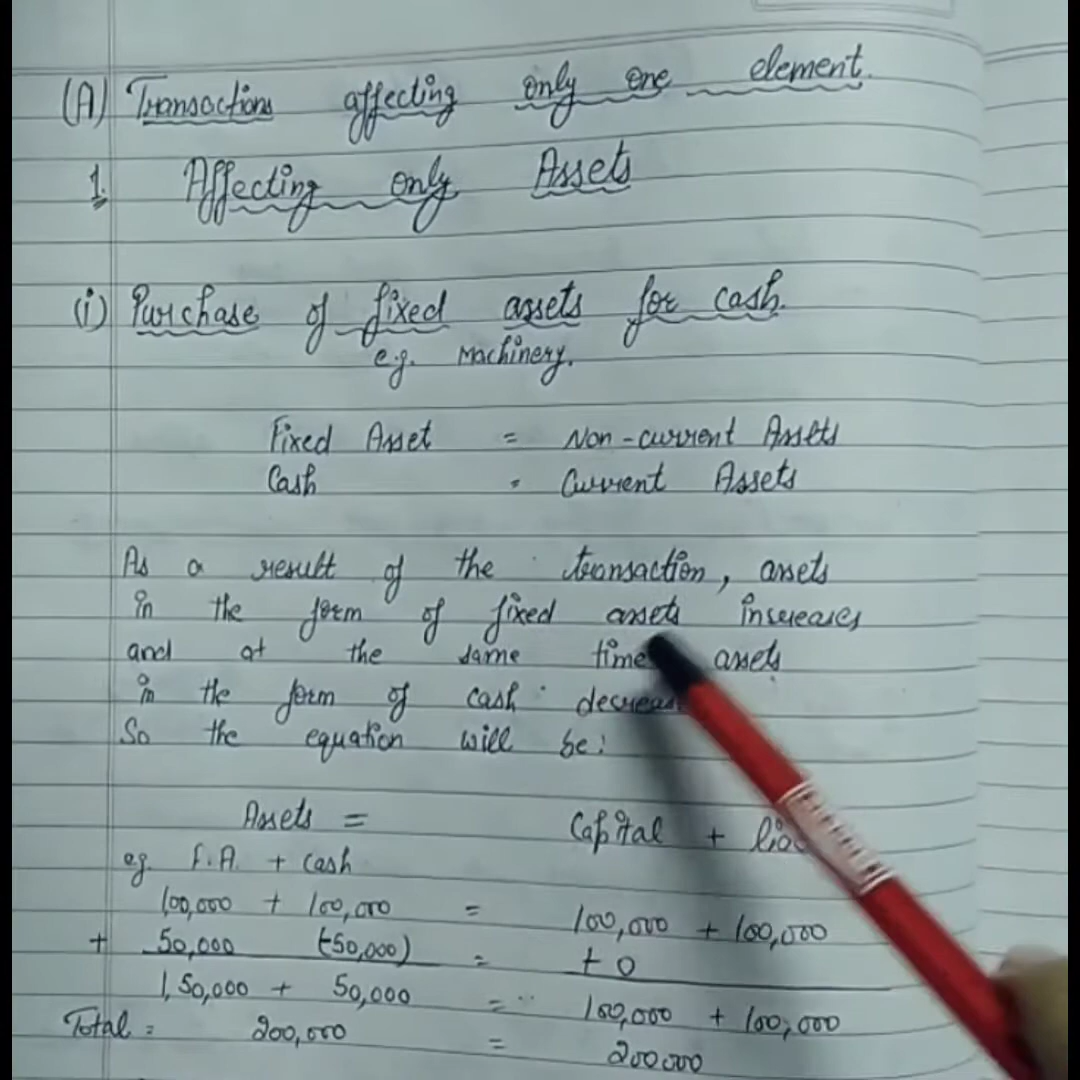 (A) Transactions affecting only one element.
1. Affecting only Assets
(i) Purchase of fixed assets for cash.
e.g. Machinery.
Fixed Asset = Non-current Assets
Cash = Current Assets
As a result of the transaction, assets
in the form of fixed assets increases
and at the same time assets
in the form of cash decreas
So the equation will be:
Assets = Capital + lia
eg. F.A. + cash
100,000 + 100,000 = 100,000 + 100,000
+ 50,000 (-50,000) = + 0
1,50,000 + 50,000 = 100,000 + 100,000
Total = 200,000 = 200000